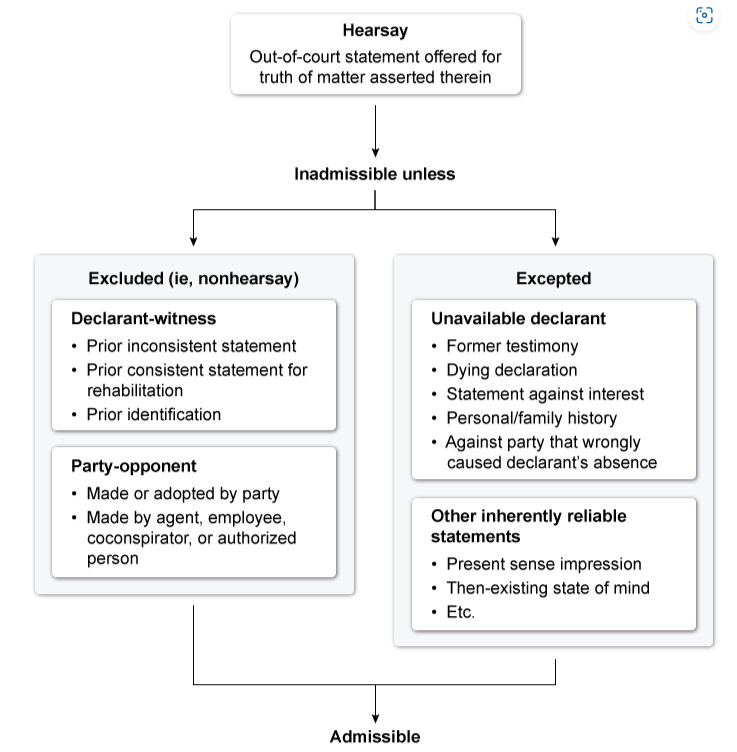 Hearsay
Out-of-court statement offered for
truth of matter asserted therein
Inadmissible unless
Excluded (ie, nonhearsay)
Declarant-witness
• Prior inconsistent statement
• Prior consistent statement for
rehabilitation
• Prior identification
Party-opponent
• Made or adopted by party
• Made by agent, employee,
coconspirator, or authorized
person
Excepted
Unavailable declarant
• Former testimony
• Dying declaration
• Statement against interest
• Personal/family history
• Against party that wrongly
caused declarant’s absence
Other inherently reliable
statements
• Present sense impression
• Then-existing state of mind
• Etc.
Admissible